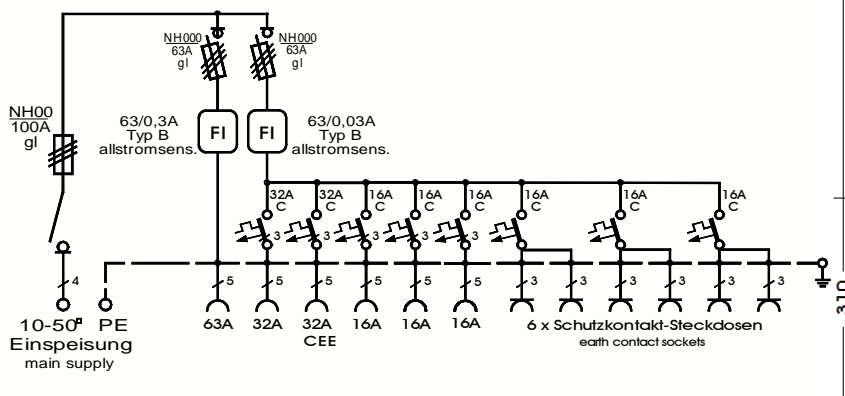 NH000
63A
gl
NH000
63A
gl
NH00
100A
gl
63/0,3A
Typ B
allstromsens.
FI
FI
63/0,03A
Typ B
allstromsens.
32A
C
32A
C
16A
C
16A
C
16A
C
16A
C
16A
C
16A
C
3
3
3
3
3
4
5
5
5
5
5
5
3
3
3
3
3
3
10-50¤ PE
Einspeisung
main supply
63A
32A
32A
CEE
16A
16A
16A
6 x Schutzkontakt-Steckdosen
earth contact sockets
310